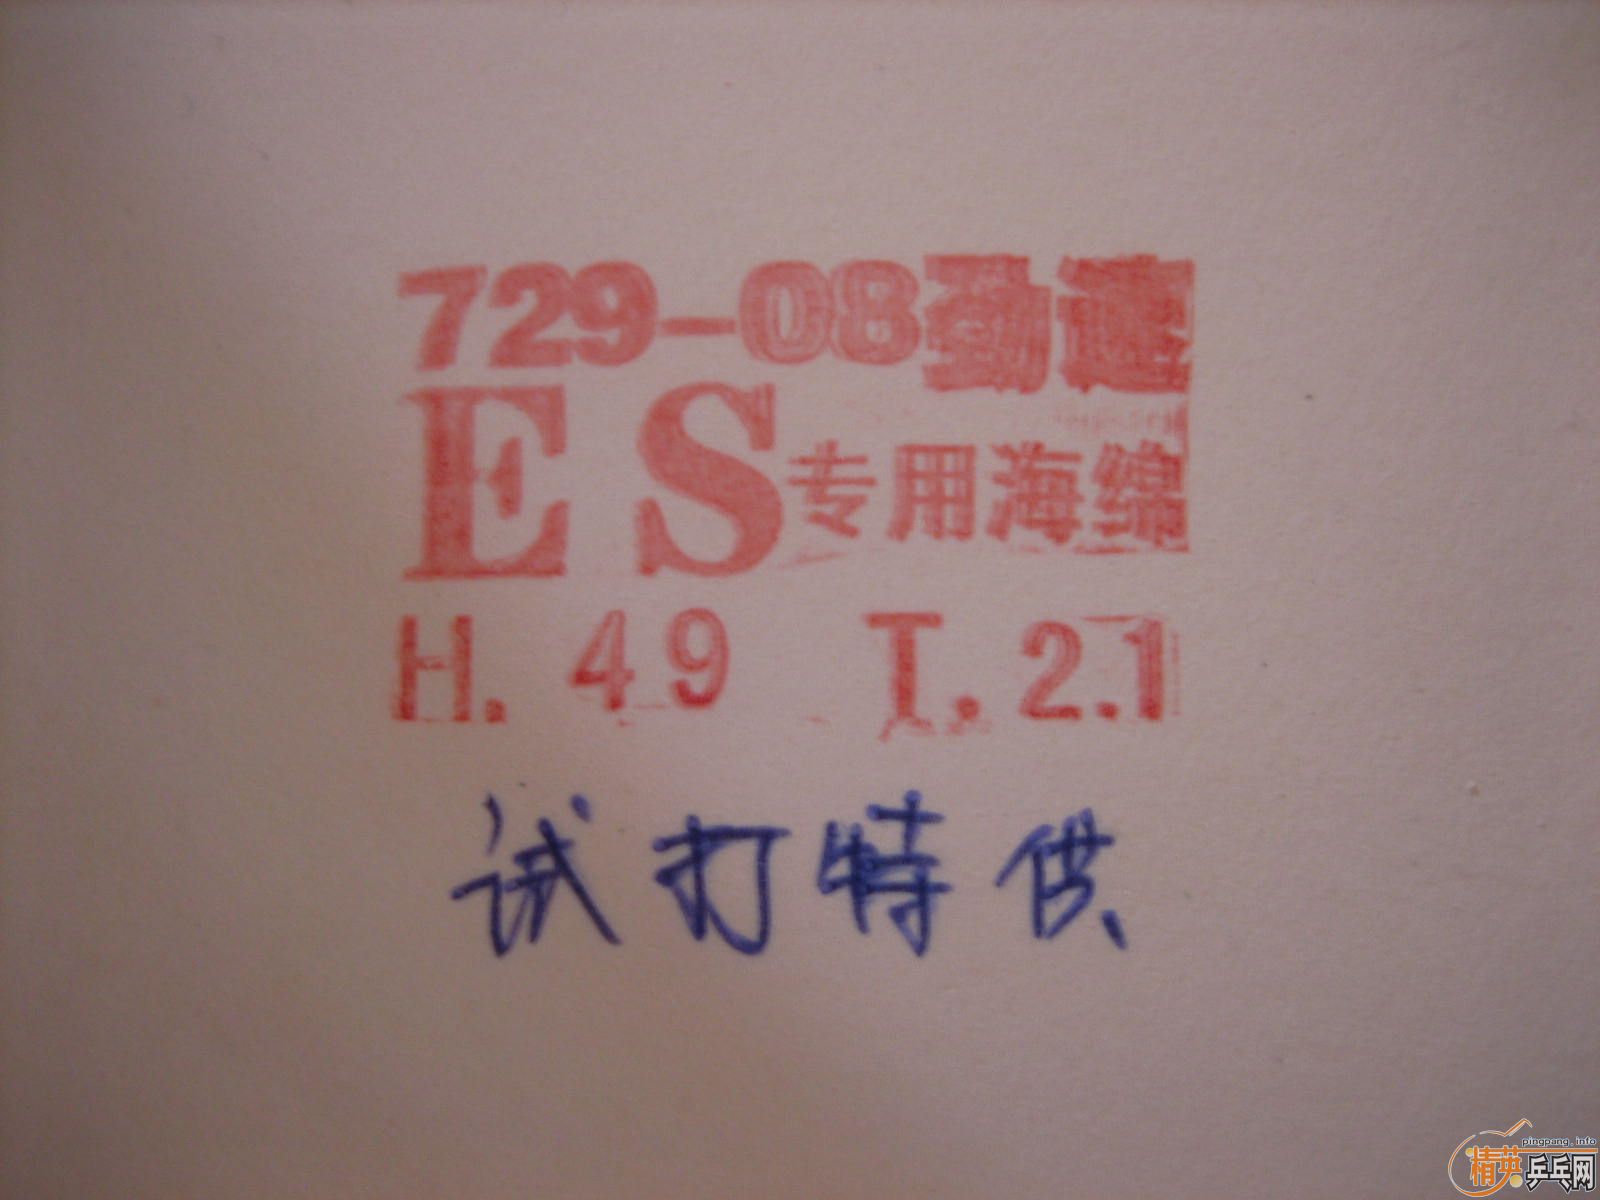 729-08劲速
ES专用海绵
H. 49 T. 2.1
试打特供
pingpang.info
精英乒乓网